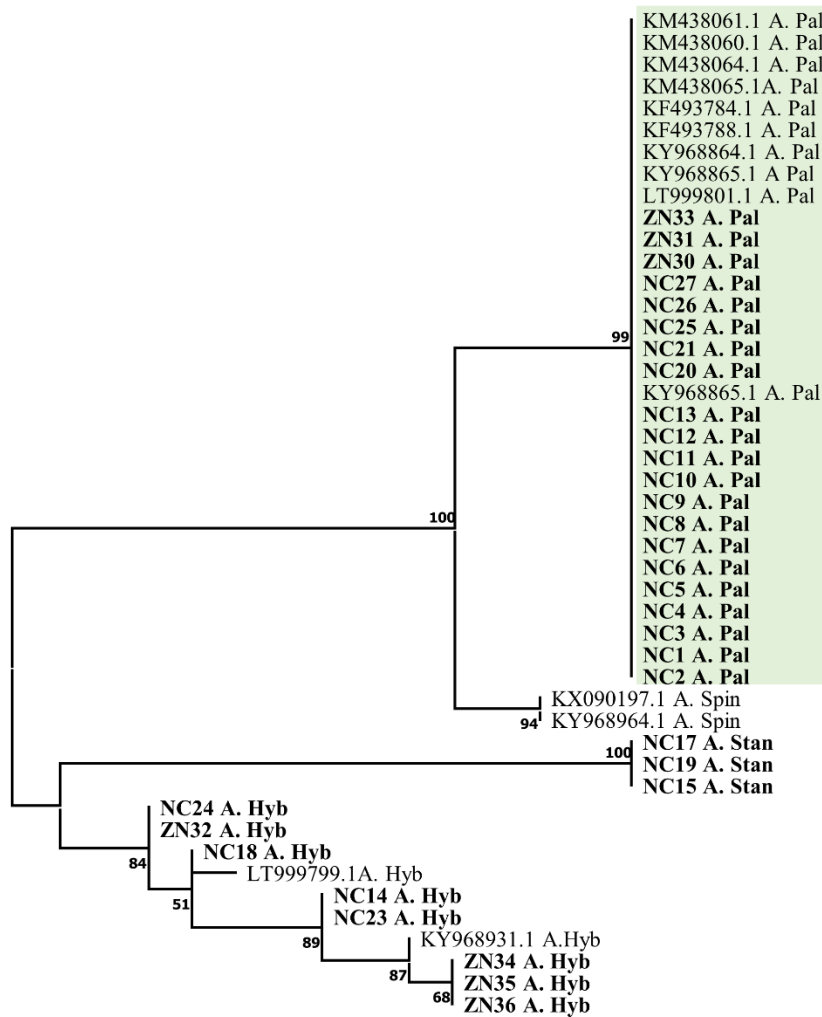 KM438061.1 A. Pal
KM438060.1 A. Pal
KM438064.1 A. Pal
KM438065.1A. Pal
KF493784.1 A. Pal
KF493788.1 A. Pal
KY968864.1 A. Pal
KY968865.1 A Pal
LT999801.1 A. Pal
ZN33 A. Pal
ZN31 A. Pal
ZN30 A. Pal
NC27 A. Pal
NC26 A. Pal
NC25 A. Pal
99
NC21 A. Pal
NC20 A. Pal
KY968865.1 A. Pal
NC13 A. Pal
NC12 A. Pal
NC11 A. Pal
NC10 A. Pal
NC9 A. Pal
100
NC8 A. Pal
NC7 A. Pal
NC6 A. Pal
NC5 A. Pal
NC4 A. Pal
NC3 A. Pal
NC1 A. Pal
NC2 A. Pal
KX090197.1 A. Spin
94
KY968964.1 A. Spin
NC17 A. Stan
100
NC19 A. Stan
NC15 A. Stan
NC24 A. Hyb
ZN32 A. Hyb
84
NC18 A. Hyb
LT999799.1A. Hyb
51
NC14 A. Hyb
NC23 A. Hyb
89
KY968931.1 A.Hyb
87
ZN34 A. Hyb
ZN35 A. Hyb
68
ZN36 A. Hyb